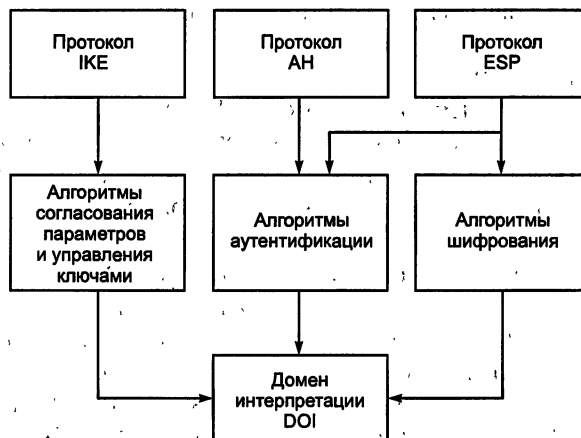 Протокол
IKE
Протокол
AH
Протокол
ESP
Алгоритмы
согласования
параметров
и управления
ключами
Алгоритмы
аутентификации
Алгоритмы
шифрования
Домен
интерпретации
DOI